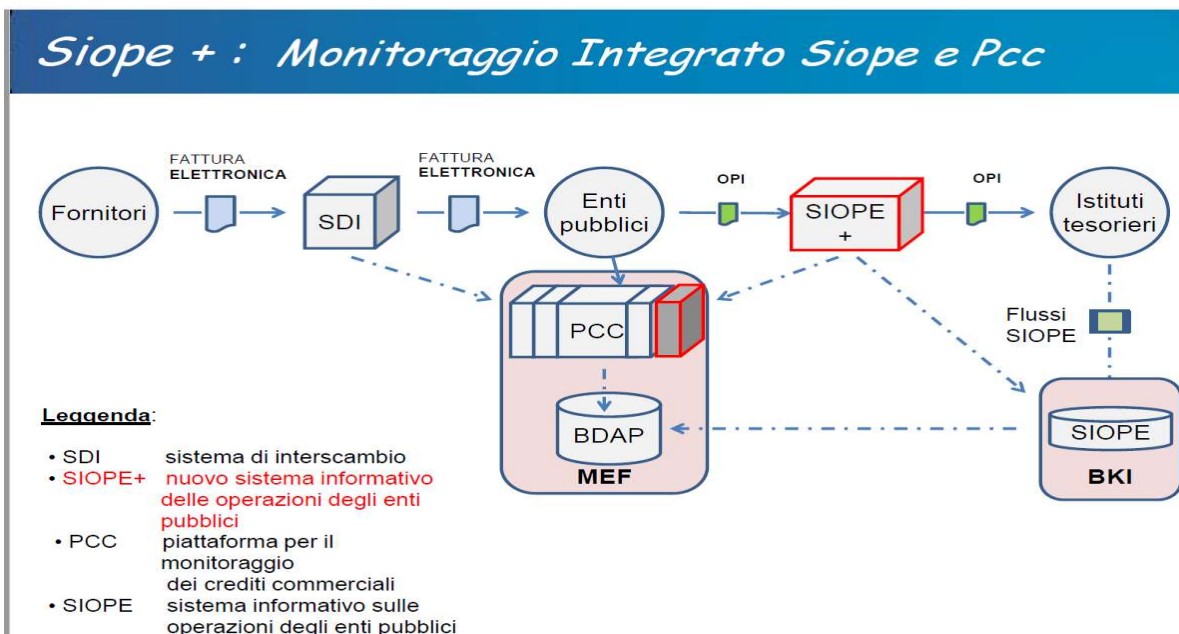 Siope + : Monitoraggio Integrato Siope e Pcc
FATTURA
ELETTRONICA
FATTURA
ELETTRONICA
OPI
OPI
Fornitori
SDI
Enti
pubblici
SIOPE
+
Istituti
tesorieri
PCC
Flussi
SIOPE
BDAP
MEF
SIOPE
BKI
Leggenda:
• SDI sistema di interscambio
• SIOPE+ nuovo sistema informativo
delle operazioni degli enti
pubblici
• PCC piattaforma per il
monitoraggio
dei crediti commerciali
• SIOPE sistema informativo sulle
operazioni degli enti pubblici